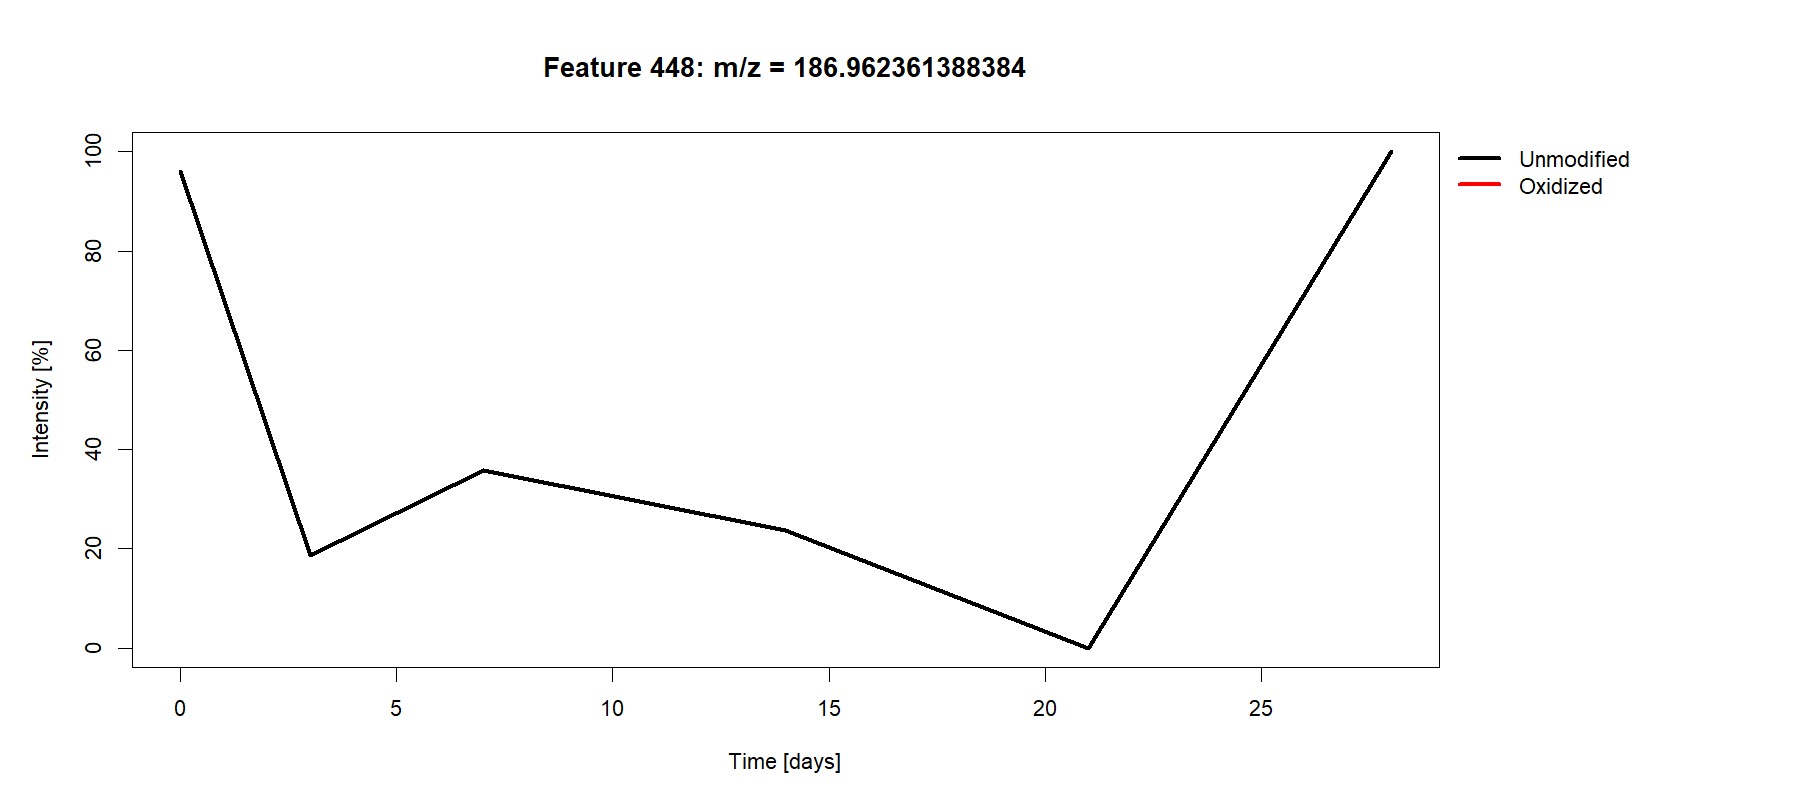 Feature 448: m/z = 186.962361388384
Unmodified
Oxidized
Intensity [%]
100
80
60
40
20
0
0 5 10 15 20 25
Time [days]